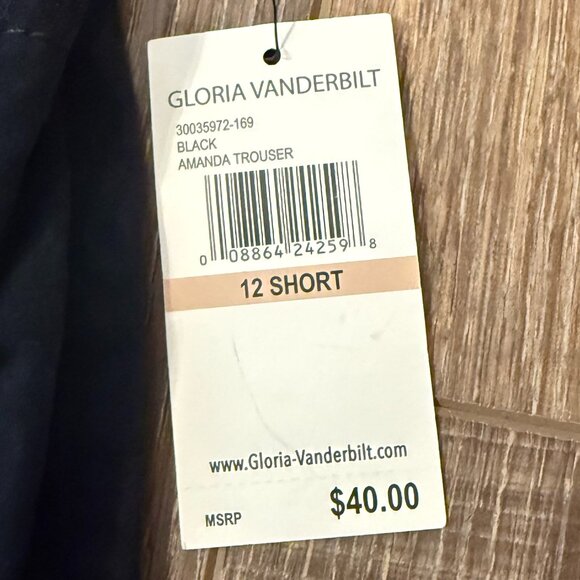 GLORIA VANDERBILT
30035972-169
BLACK
AMANDA TROUSER
0 08864 24259 8
12 SHORT
www.Gloria-Vanderbilt.com
MSRP $40.00